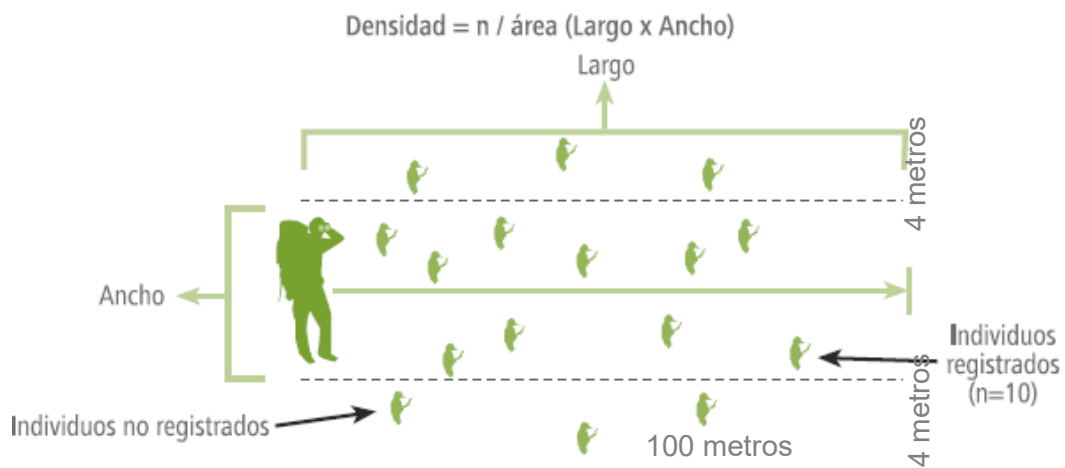 Densidad = n / área (Largo x Ancho)
Largo
4 metros
Ancho
Individuos
registrados
(n=10)
4 metros
Individuos no registrados
100 metros